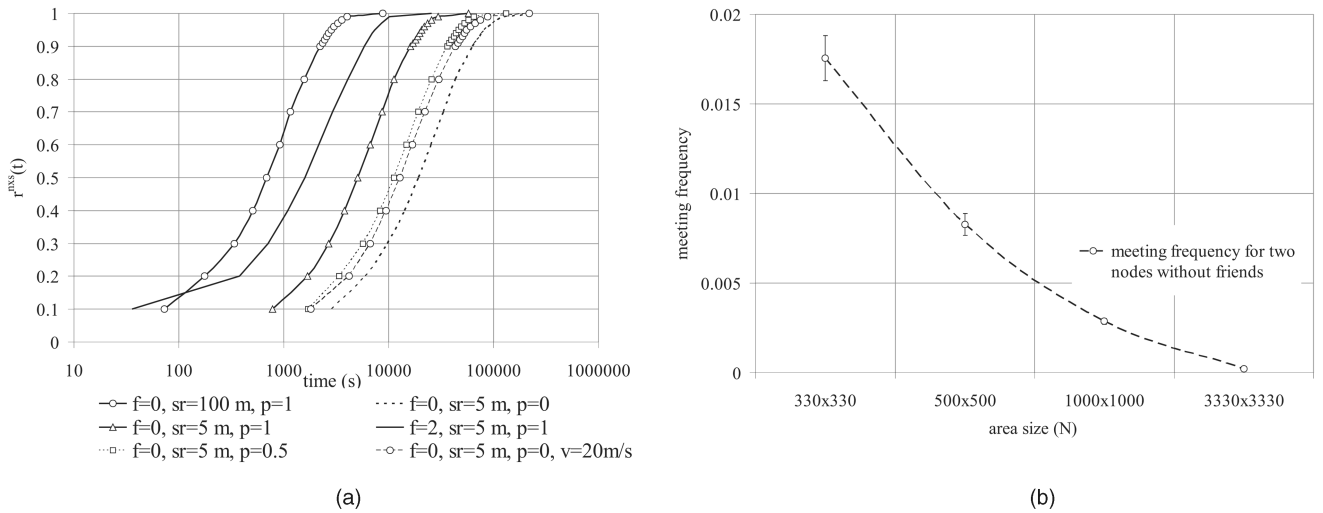 r^nxs(t)
1
0.9
0.8
0.7
0.6
0.5
0.4
0.3
0.2
0.1
0
10 100 1000 10000 100000 1000000
time (s)
f=0, sr=100 m, p=1
f=0, sr=5 m, p=0
f=0, sr=5 m, p=1
f=2, sr=5 m, p=1
f=0, sr=5 m, p=0.5
f=0, sr=5 m, p=0, v=20m/s
(a)
meeting frequency
0.02
0.015
0.01
0.005
0
meeting frequency for two
nodes without friends
330x330 500x500 1000x1000 3330x3330
area size (N)
(b)